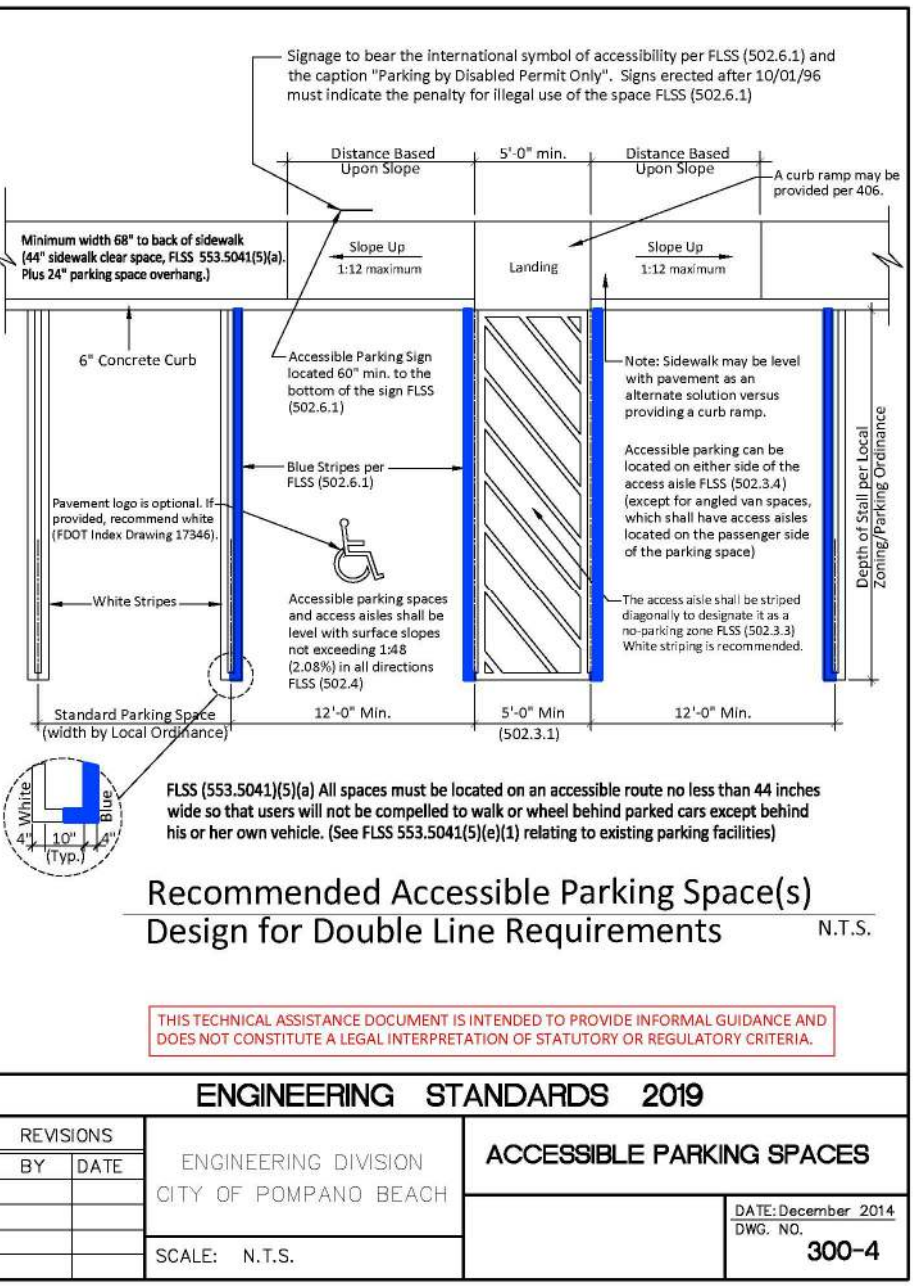 Signage to bear the international symbol of accessibility per FLSS (502.6.1) and
the caption "Parking by Disabled Permit Only". Signs erected after 10/01/96
must indicate the penalty for illegal use of the space FLSS (502.6.1)
Distance Based
Upon Slope
5'-0" min.
Distance Based
Upon Slope
A curb ramp may be
provided per 406.
Minimum width 68" to back of sidewalk
(44" sidewalk clear space, FLSS 553.5041(5)(a).
Plus 24" parking space overhang.)
Slope Up
1:12 maximum
Landing
Slope Up
1:12 maximum
6" Concrete Curb
Accessible Parking Sign
located 60" min. to the
bottom of the sign FLSS
(502.6.1)
Note: Sidewalk may be level
with pavement as an
alternate solution versus
providing a curb ramp.
Blue Stripes per
FLSS (502.6.1)
Accessible parking can be
located on either side of the
access aisle FLSS (502.3.4)
(except for angled van spaces,
which shall have access aisles
located on the passenger side
of the parking space)
Depth of Stall per Local
Zoning/Parking Ordinance
Pavement logo is optional. If
provided, recommend white
(FDOT Index Drawing 17346).
White Stripes
Accessible parking spaces
and access aisles shall be
level with surface slopes
not exceeding 1:48
(2.08%) in all directions
FLSS (502.4)
The access aisle shall be striped
diagonally to designate it as a
no-parking zone FLSS (502.3.3)
White striping is recommended.
Standard Parking Space
(width by Local Ordinance)
12'-0" Min.
5'-0" Min
(502.3.1)
12'-0" Min.
White
Blue
4"
10"
4"
(Typ.)
FLSS (553.5041)(5)(a) All spaces must be located on an accessible route no less than 44 inches
wide so that users will not be compelled to walk or wheel behind parked cars except behind
his or her own vehicle. (See FLSS 553.5041(5)(e)(1) relating to existing parking facilities)
Recommended Accessible Parking Space(s)
Design for Double Line Requirements
N.T.S.
THIS TECHNICAL ASSISTANCE DOCUMENT IS INTENDED TO PROVIDE INFORMAL GUIDANCE AND
DOES NOT CONSTITUTE A LEGAL INTERPRETATION OF STATUTORY OR REGULATORY CRITERIA.
ENGINEERING STANDARDS 2019
REVISIONS
BY DATE
ENGINEERING DIVISION
CITY OF POMPANO BEACH
SCALE: N.T.S.
ACCESSIBLE PARKING SPACES
DATE: December 2014
DWG. NO.
300-4